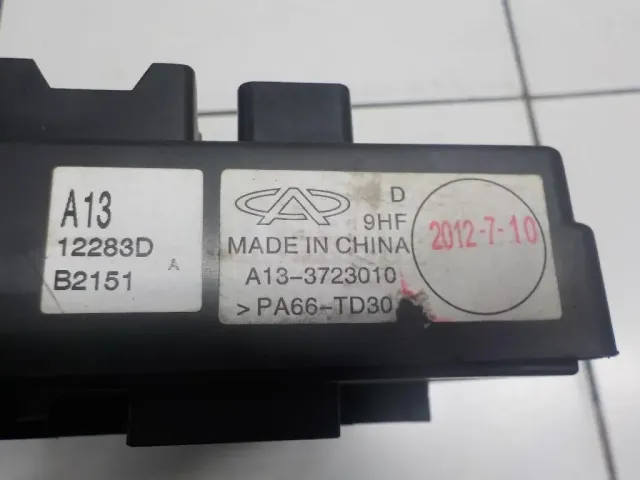 A13
12283D
B2151
A
D
9HF
MADE IN CHINA
A13-3723010
>PA66-TD30
2012-7-10